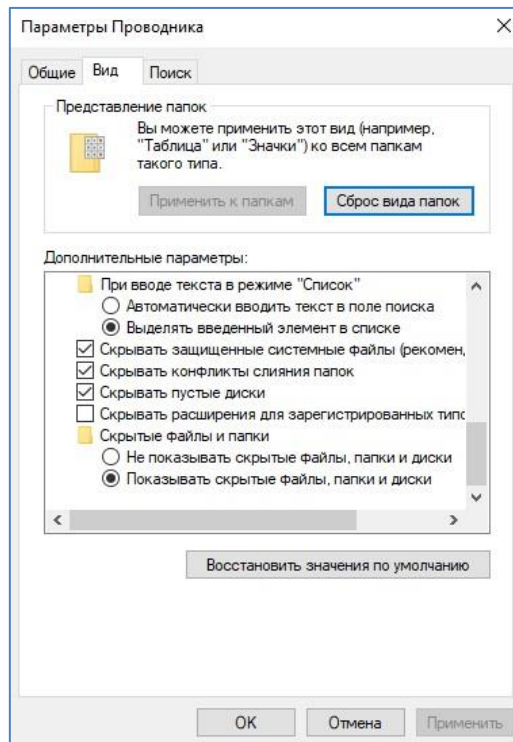 Параметры Проводника
Общие Вид Поиск
Представление папок
Вы можете применить этот вид (например,
"Таблица" или "Значки") ко всем папкам
такого типа.
Применить к папкам Сброс вида папок
Дополнительные параметры:
При вводе текста в режиме "Список"
Автоматически вводить текст в поле поиска
Выделять введенный элемент в списке
Скрывать защищенные системные файлы (рекомен,
Скрывать конфликты слияния папок
Скрывать пустые диски
Скрывать расширения для зарегистрированных типо
Скрытые файлы и папки
Не показывать скрытые файлы, папки и диски
Показывать скрытые файлы, папки и диски
Восстановить значения по умолчанию
OK Отмена Применить